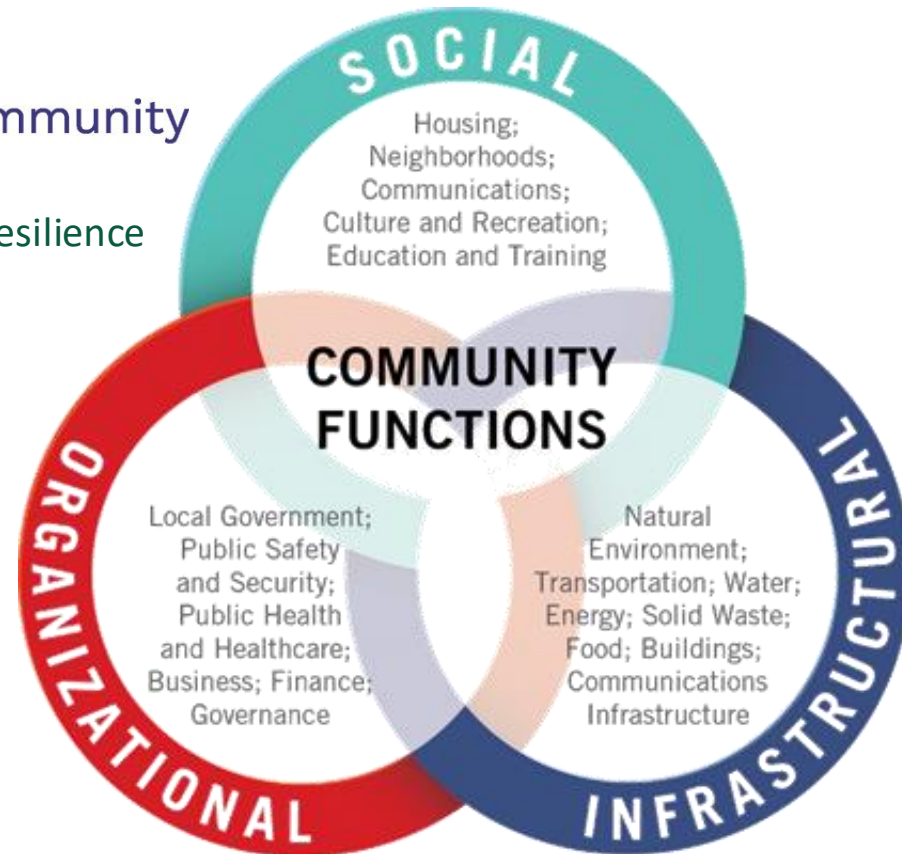 SOCIAL
mmunity
esilience
Housing;
Neighborhoods;
Communications;
Culture and Recreation;
Education and Training
COMMUNITY
FUNCTIONS
ORGANIZATIONAL
Local Government;
Public Safety
and Security;
Public Health
and Healthcare;
Business; Finance;
Governance
INFRASTRUCTURAL
Natural
Environment;
Transportation; Water;
Energy; Solid Waste;
Food; Buildings;
Communications
Infrastructure